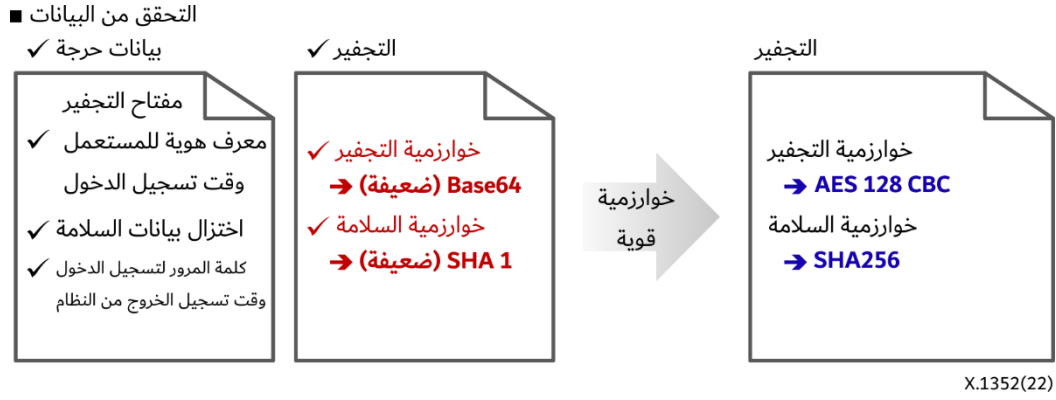 ■ التحقق من البيانات
✓ بيانات حرجة
مفتاح التجفير
✓ معرف هوية للمستعمل
وقت تسجيل الدخول
✓ اختزال بيانات السلامة
✓ كلمة المرور لتسجيل الدخول
وقت تسجيل الخروج من النظام
✓ التجفير
✓ خوارزمية التجفير
➔ Base64 (ضعيفة)
✓ خوارزمية السلامة
➔ SHA 1 (ضعيفة)
خوارزمية
قوية
التجفير
خوارزمية التجفير
➔ AES 128 CBC
خوارزمية السلامة
➔ SHA256
X.1352(22)